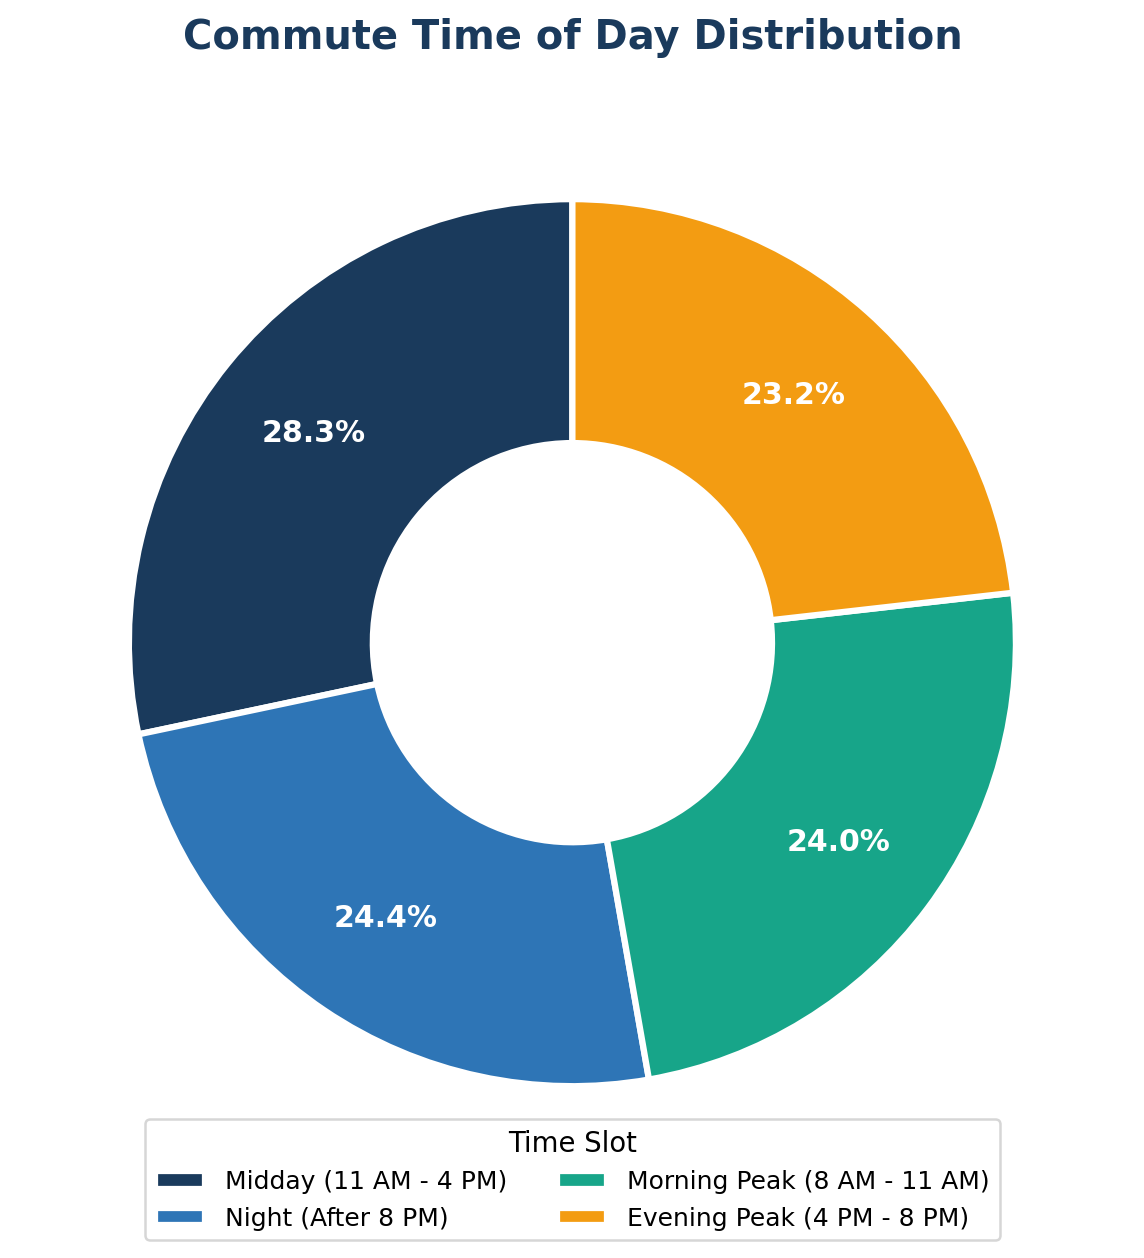 Commute Time of Day Distribution
23.2%
28.3%
24.0%
24.4%
Time Slot
Midday (11 AM - 4 PM)
Night (After 8 PM)
Morning Peak (8 AM - 11 AM)
Evening Peak (4 PM - 8 PM)